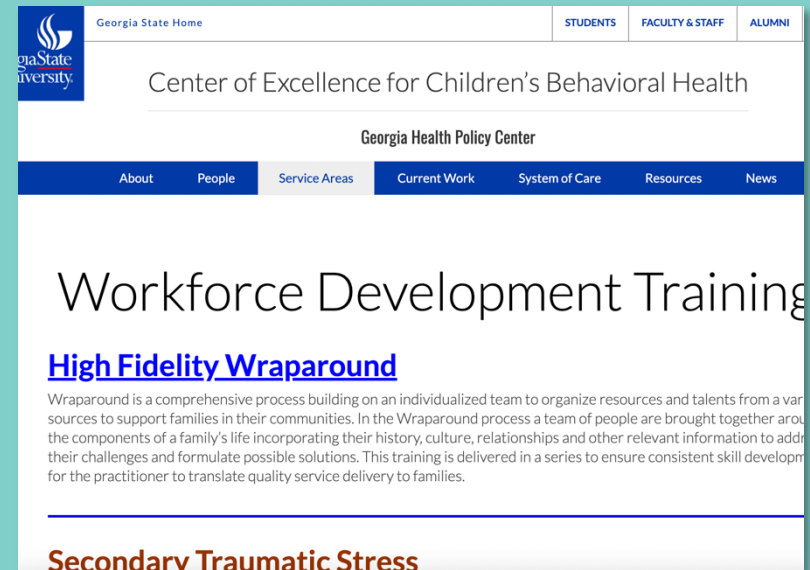 Georgia State Home
STUDENTS
FACULTY & STAFF
ALUMNI
giaState
iversity
Center of Excellence for Children's Behavioral Health
Georgia Health Policy Center
About People Service Areas Current Work System of Care Resources News
Workforce Development Training
High Fidelity Wraparound
Wraparound is a comprehensive process building on an individualized team to organize resources and talents from a var
sources to support families in their communities. In the Wraparound process a team of people are brought together arou
the components of a family's life incorporating their history, culture, relationships and other relevant information to addr
their challenges and formulate possible solutions. This training is delivered in a series to ensure consistent skill developm
for the practitioner to translate quality service delivery to families.
Secondary Traumatic Stress